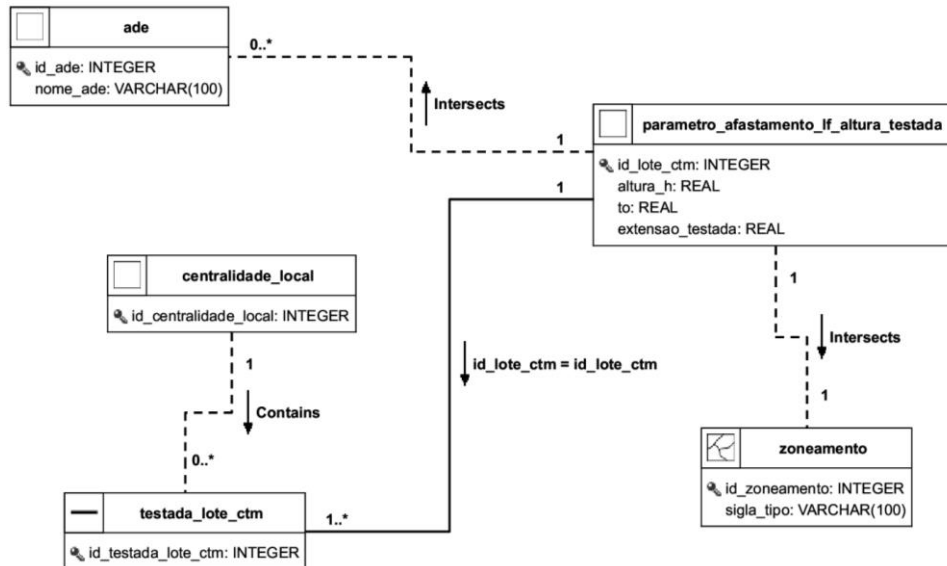 ade
id_ade: INTEGER
nome_ade: VARCHAR(100)
0..*
Intersects
1
parametro_afastamento_lf_altura_testada
id_lote_ctm: INTEGER
altura_h: REAL
to: REAL
extensao_testada: REAL
1
1
Intersects
1
centralidade_local
id_centralidade_local: INTEGER
1
Contains
0..*
id_lote_ctm = id_lote_ctm
zoneamento
id_zoneamento: INTEGER
sigla_tipo: VARCHAR(100)
testada_lote_ctm
id_testada_lote_ctm: INTEGER
1..*